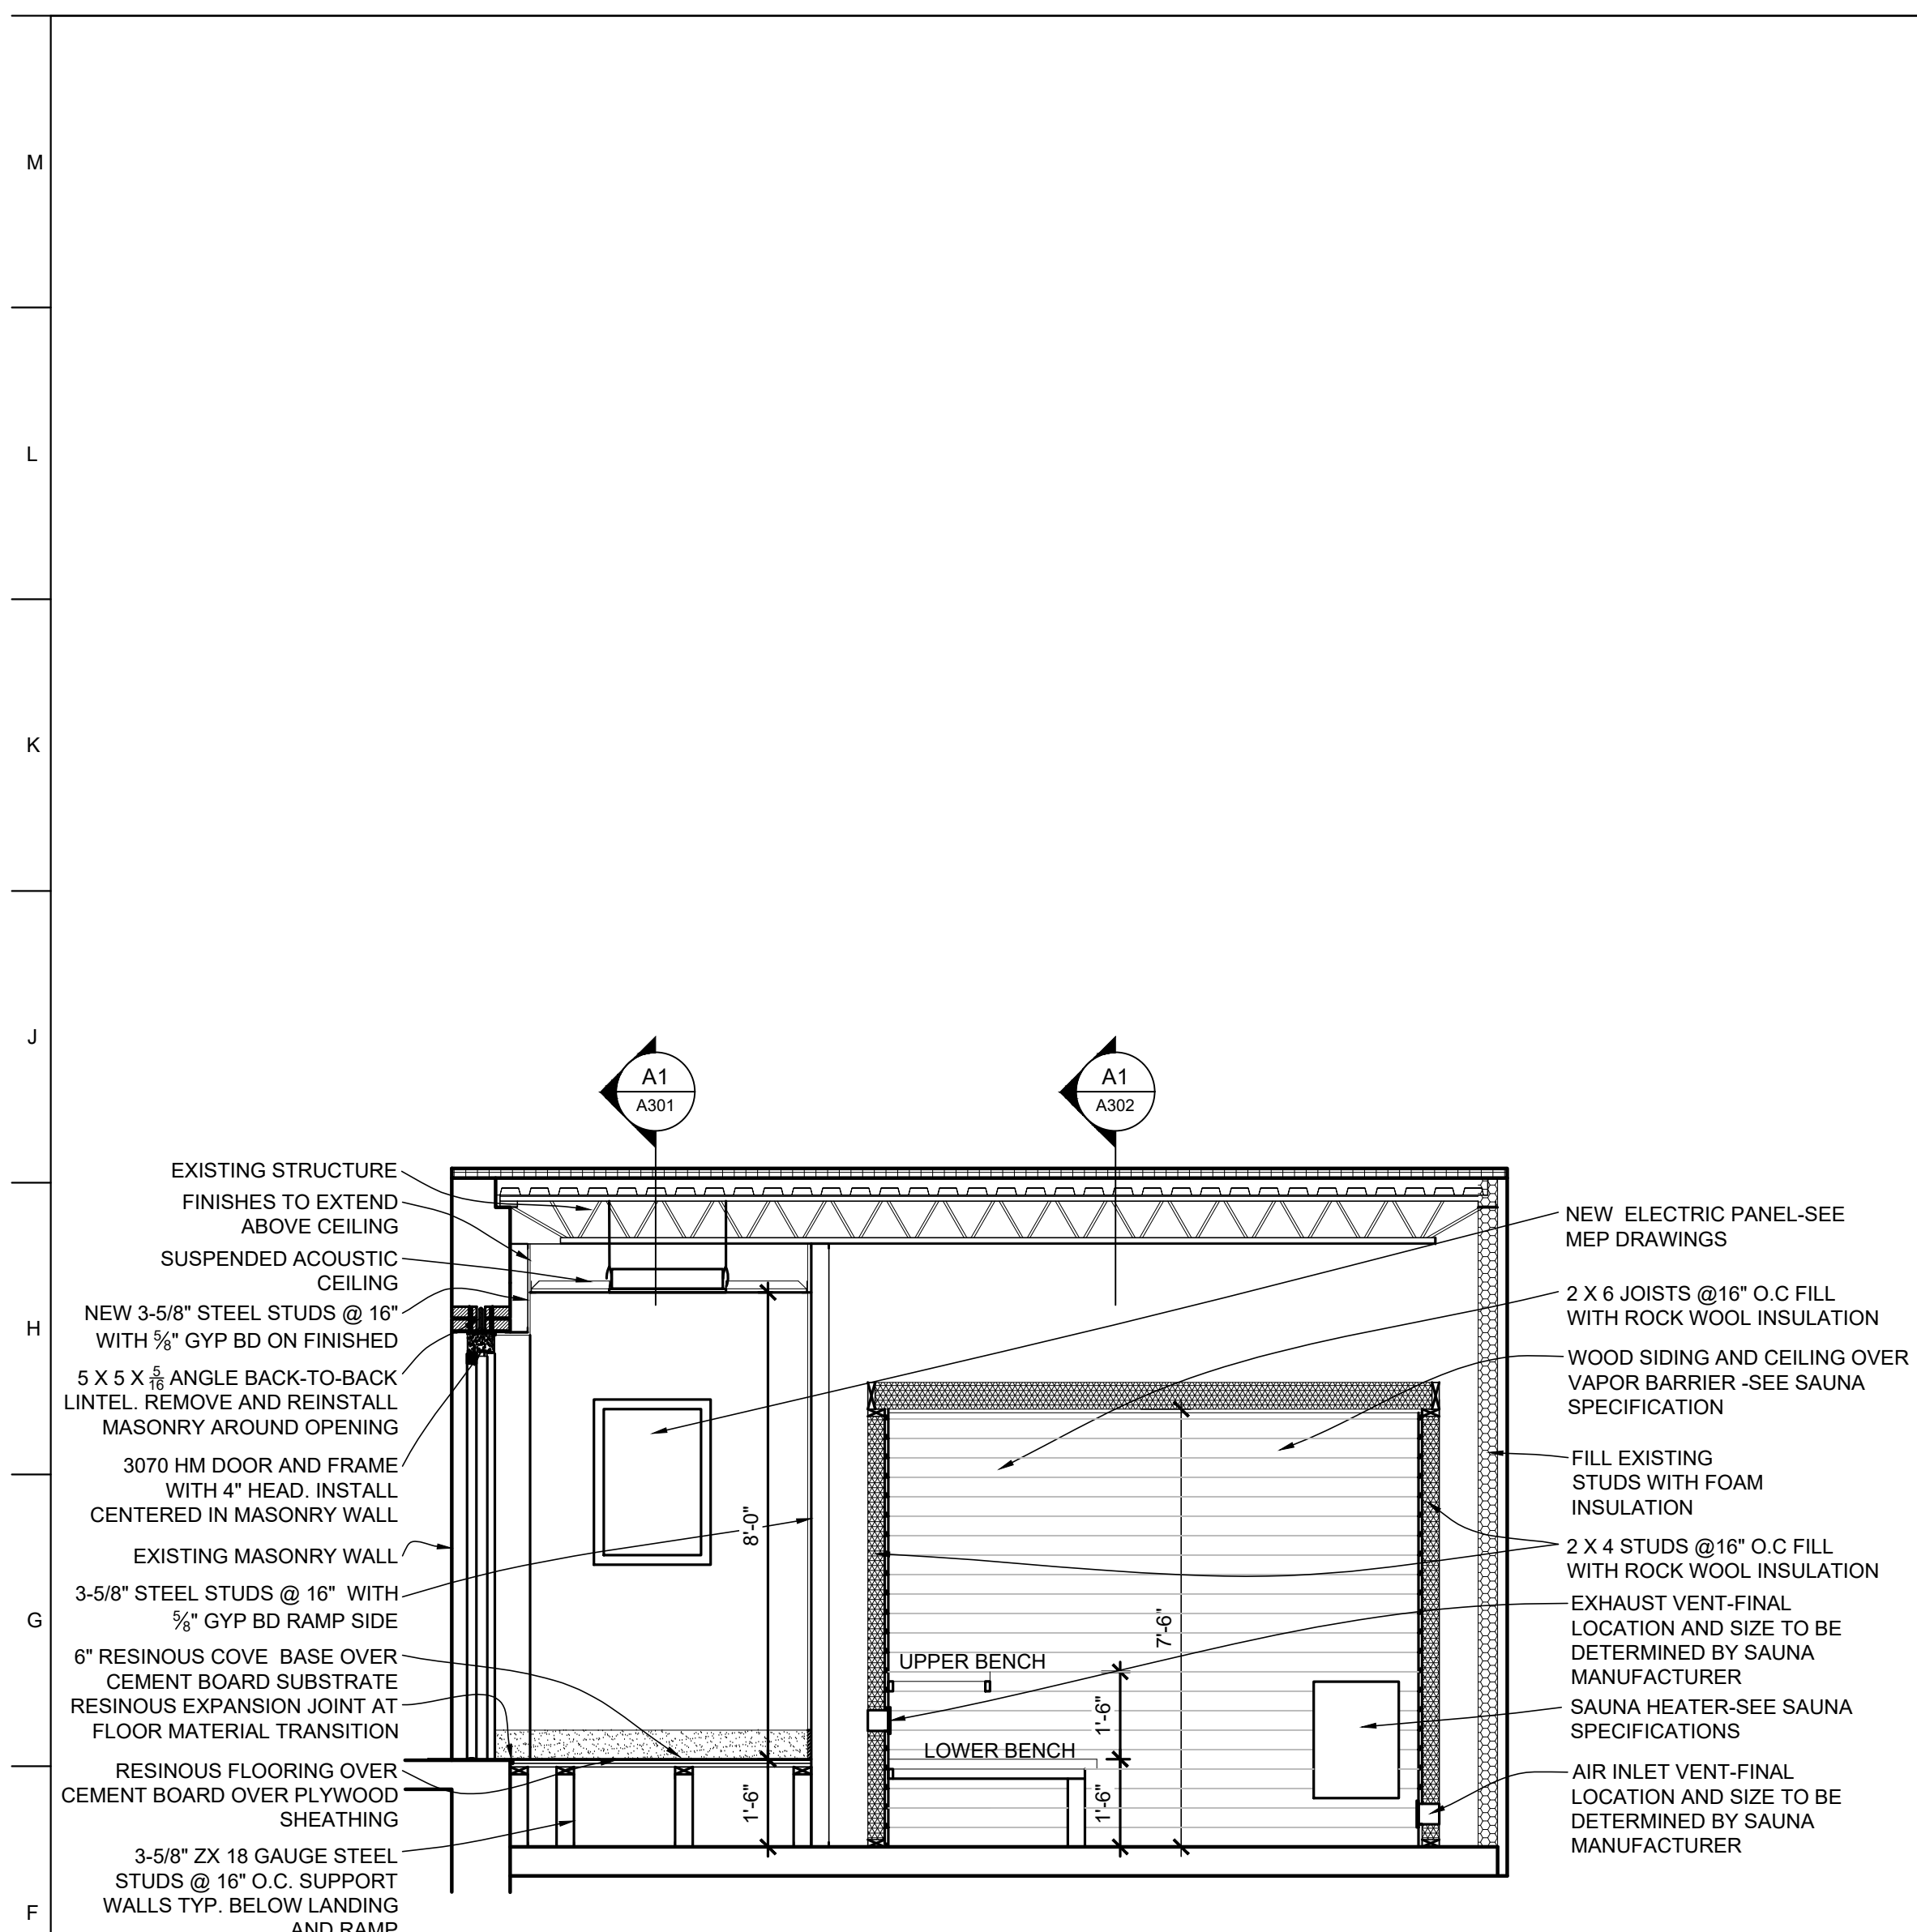 M
L
K
J
H
G
F
A1
A301
A1
A302
EXISTING STRUCTURE
FINISHES TO EXTEND
ABOVE CEILING
SUSPENDED ACOUSTIC
CEILING
NEW 3-5/8" STEEL STUDS @ 16"
WITH 5/8" GYP BD ON FINISHED
5 X 5 X 5/16 ANGLE BACK-TO-BACK
LINTEL. REMOVE AND REINSTALL
MASONRY AROUND OPENING
3070 HM DOOR AND FRAME
WITH 4" HEAD. INSTALL
CENTERED IN MASONRY WALL
EXISTING MASONRY WALL
3-5/8" STEEL STUDS @ 16" WITH
5/8" GYP BD RAMP SIDE
6" RESINOUS COVE BASE OVER
CEMENT BOARD SUBSTRATE
RESINOUS EXPANSION JOINT AT
FLOOR MATERIAL TRANSITION
RESINOUS FLOORING OVER
CEMENT BOARD OVER PLYWOOD
SHEATHING
3-5/8" ZX 18 GAUGE STEEL
STUDS @ 16" O.C. SUPPORT
WALLS TYP. BELOW LANDING
AND RAMP
8'-0"
1'-6"
UPPER BENCH
LOWER BENCH
1'-6"
1'-6"
7'-6"
NEW ELECTRIC PANEL-SEE
MEP DRAWINGS
2 X 6 JOISTS @16" O.C FILL
WITH ROCK WOOL INSULATION
WOOD SIDING AND CEILING OVER
VAPOR BARRIER -SEE SAUNA
SPECIFICATION
FILL EXISTING
STUDS WITH FOAM
INSULATION
2 X 4 STUDS @16" O.C FILL
WITH ROCK WOOL INSULATION
EXHAUST VENT-FINAL
LOCATION AND SIZE TO BE
DETERMINED BY SAUNA
MANUFACTURER
SAUNA HEATER-SEE SAUNA
SPECIFICATIONS
AIR INLET VENT-FINAL
LOCATION AND SIZE TO BE
DETERMINED BY SAUNA
MANUFACTURER